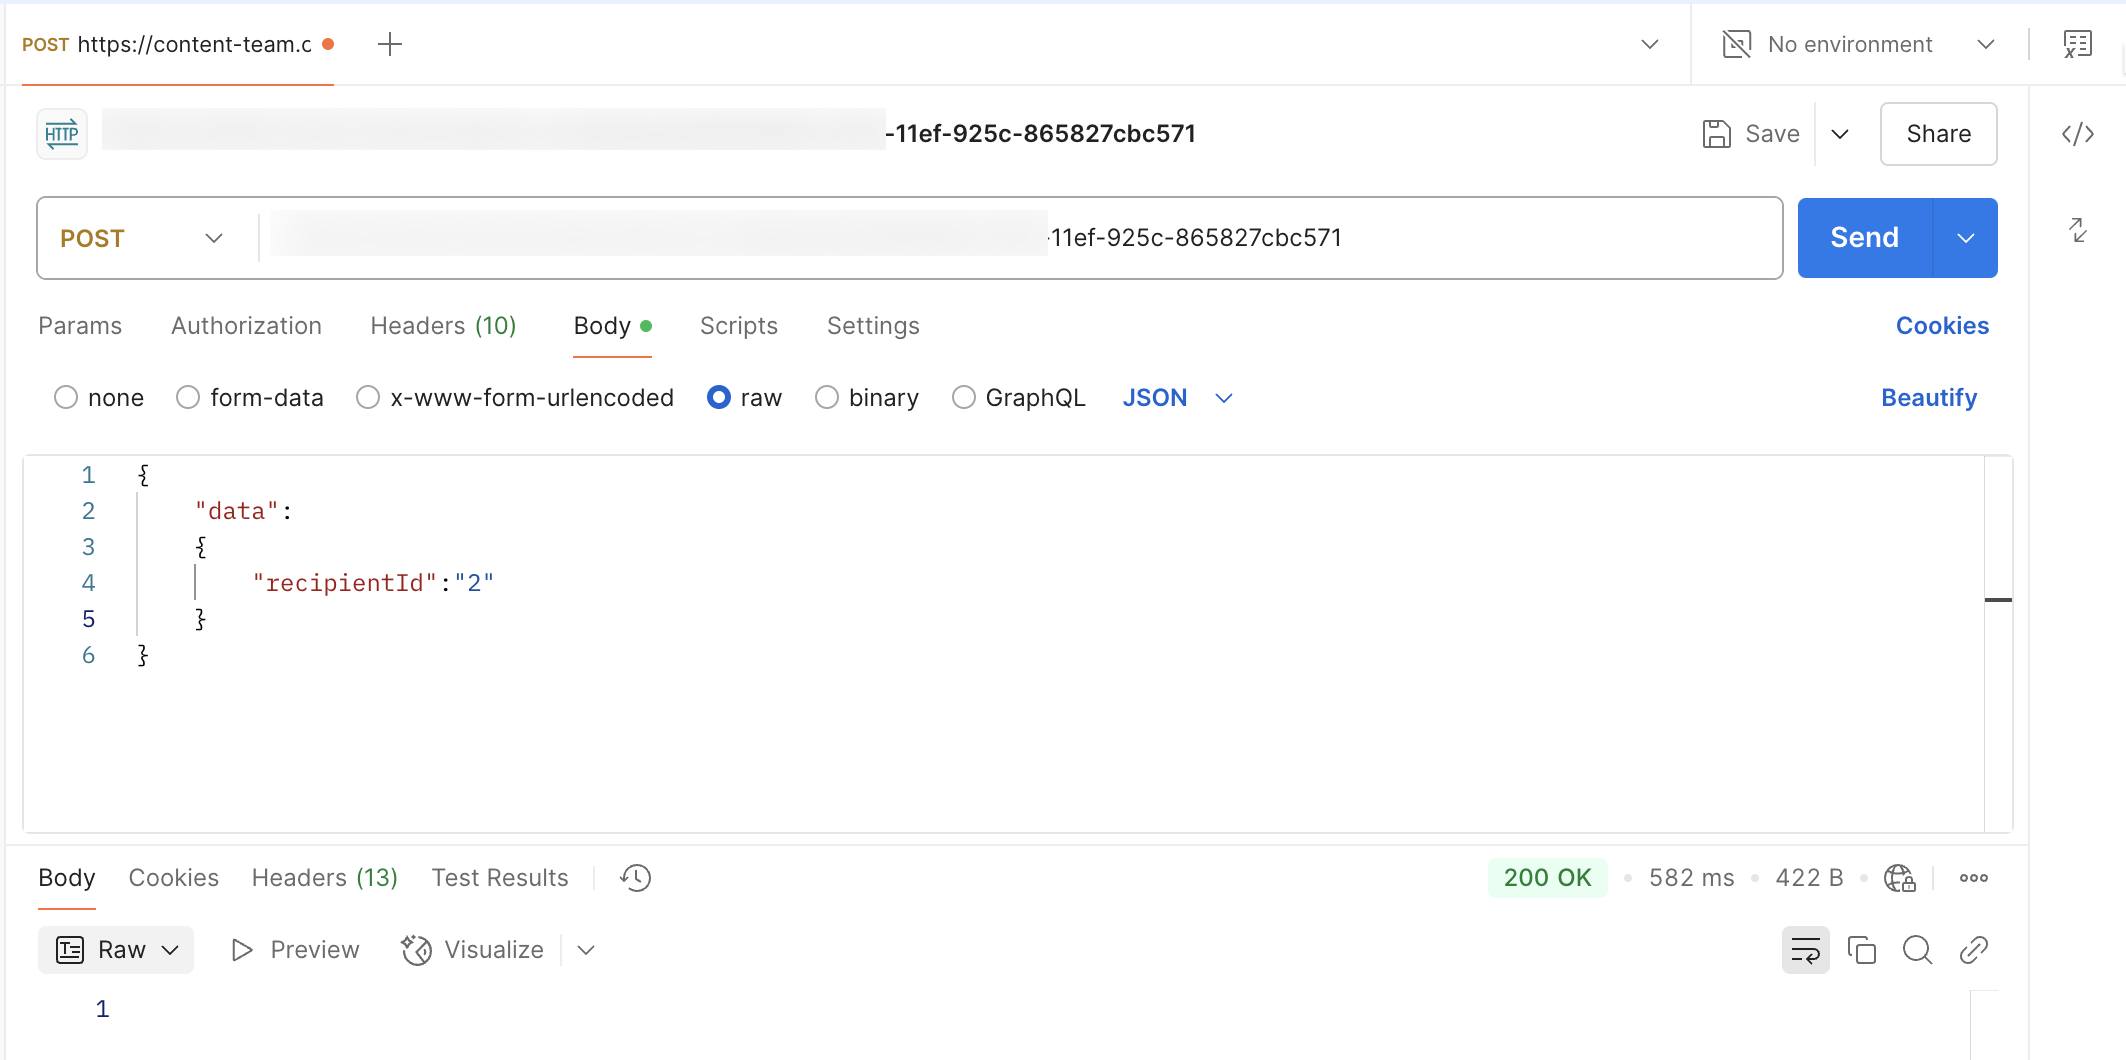 POST https://content-team.c
No environment
HTTP
-11ef-925c-865827cbc571
Save
Share
POST
-11ef-925c-865827cbc571
Send
Params Authorization Headers (10) Body Scripts Settings Cookies
none form-data x-www-form-urlencoded raw binary GraphQL JSON Beautify
1 {
2 "data":
3 {
4 "recipientId":"2"
5 }
6 }
Body Cookies Headers (13) Test Results 200 OK 582 ms 422 B
Raw Preview Visualize
1